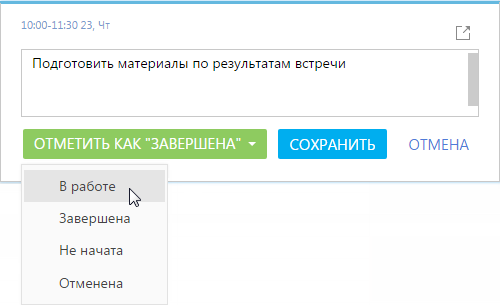 10:00-11:30 23, Чт
Подготовить материалы по результатам встречи
ОТМЕТИТЬ КАК "ЗАВЕРШЕНА" СОХРАНИТЬ ОТМЕНА
В работе
Завершена
Не начата
Отменена